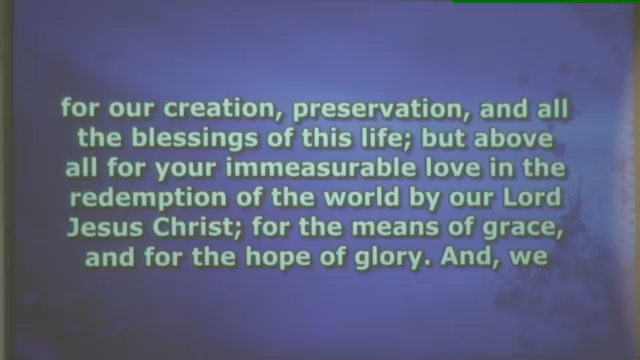 for our creation, preservation, and all
the blessings of this life; but above
all for your immeasurable love in the
redemption of the world by our Lord
Jesus Christ; for the means of grace,
and for the hope of glory. And, we